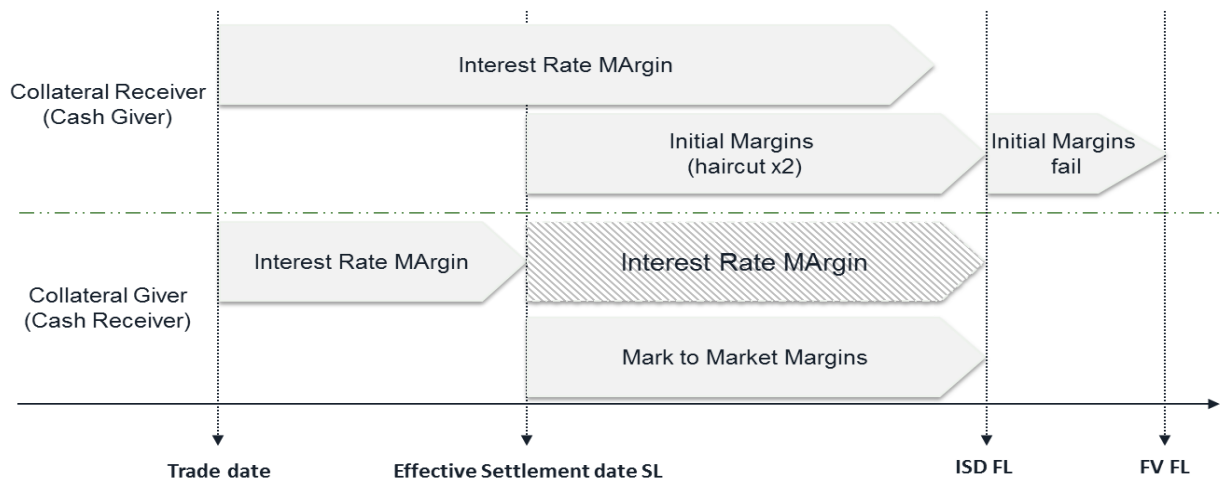 Interest Rate MArgin
Collateral Receiver
(Cash Giver)
Initial Margins
(haircut x2)
Initial Margins
fail
Interest Rate MArgin
Interest Rate MArgin
Collateral Giver
(Cash Receiver)
Mark to Market Margins
Trade date
Effective Settlement date SL
ISD FL
FV FL